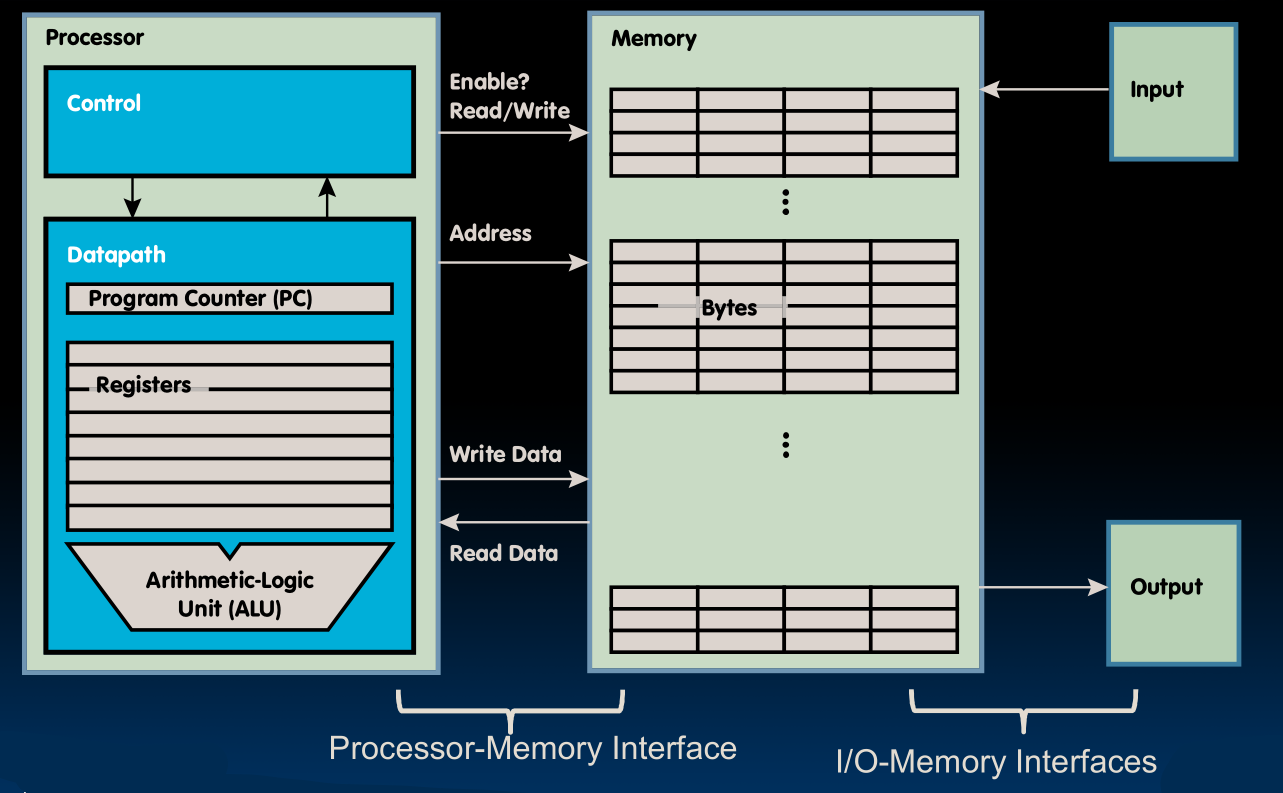 Processor
Control
Datapath
Program Counter (PC)
Registers
Arithmetic-Logic
Unit (ALU)
Enable?
Read/Write
Address
Write Data
Read Data
Memory
Bytes
Input
Output
Processor-Memory Interface
I/O-Memory Interfaces